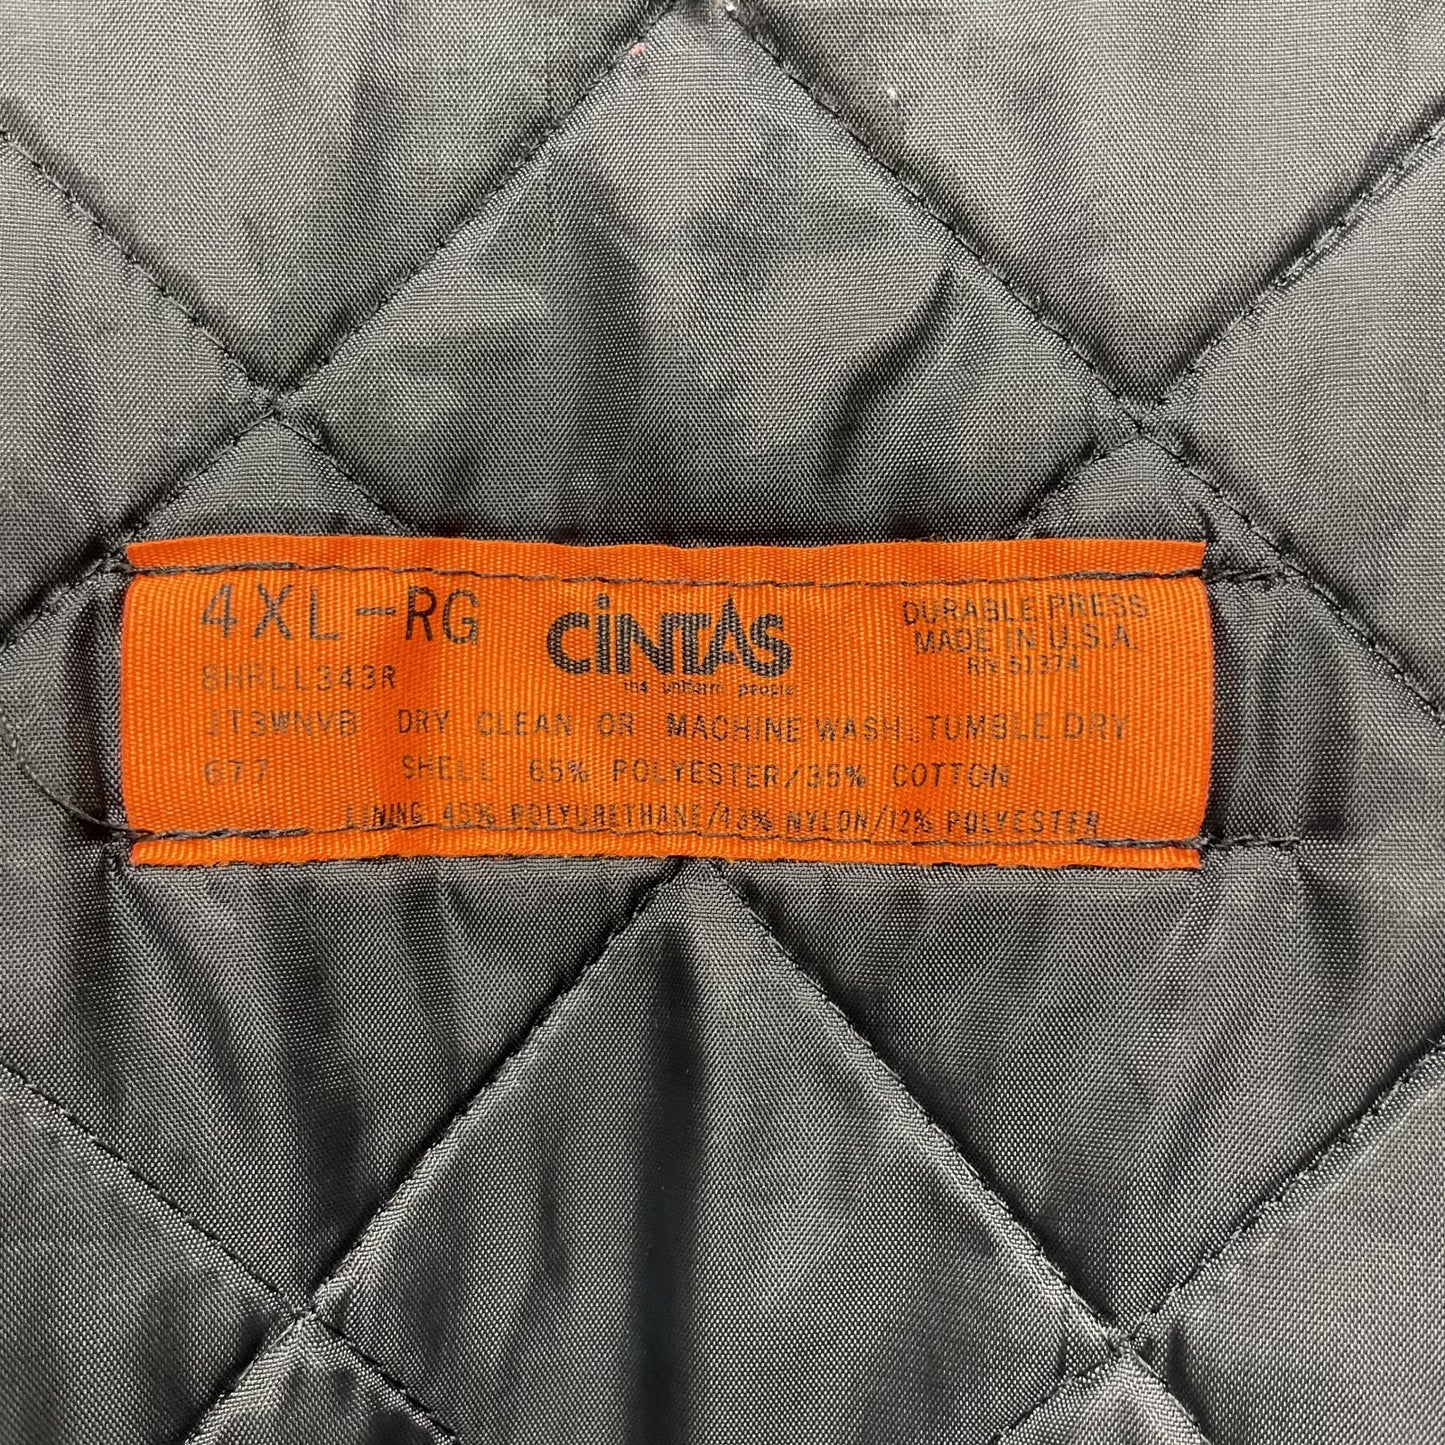 4XL-RG
CiNTAS
the uniform people
DURABLE PRESS
MADE IN U.S.A.
RN 51374
8HRLL343R
JT3WNVB DRY CLEAN OR MACHINE WASH. TUMBLE DRY
677 SHELL 65% POLYESTER/35% COTTON
LINING 45% POLYURETHANE/43% NYLON/12% POLYESTER